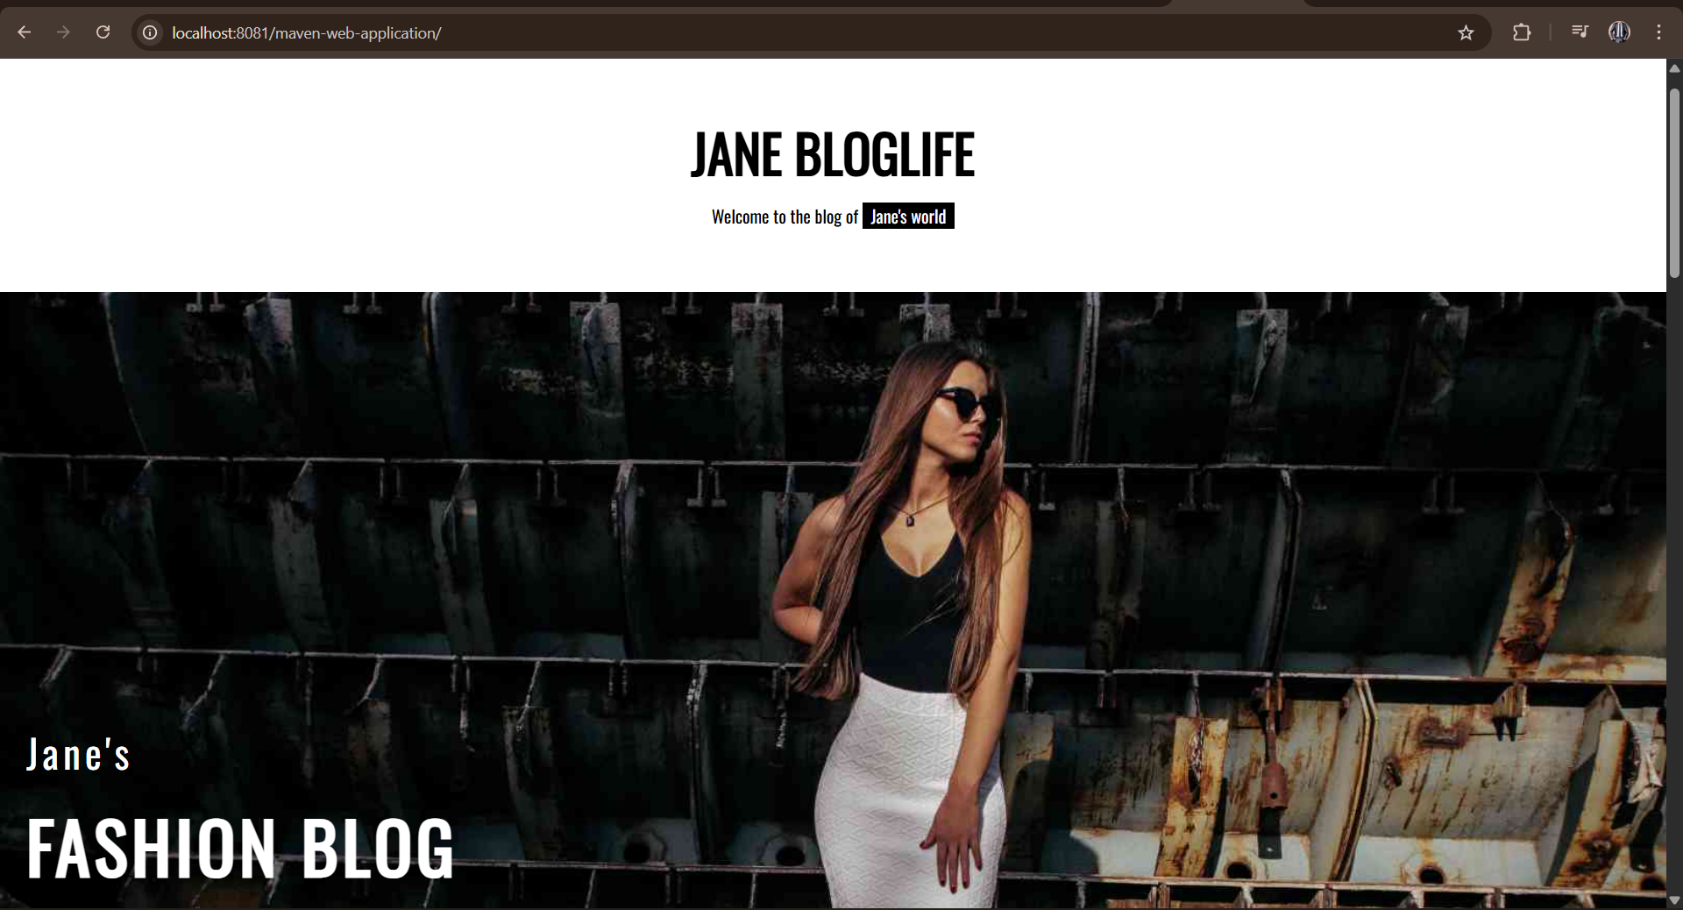 localhost:8081/maven-web-application/
JANE BLOGLIFE
Welcome to the blog of Jane's world
Jane's
FASHION BLOG